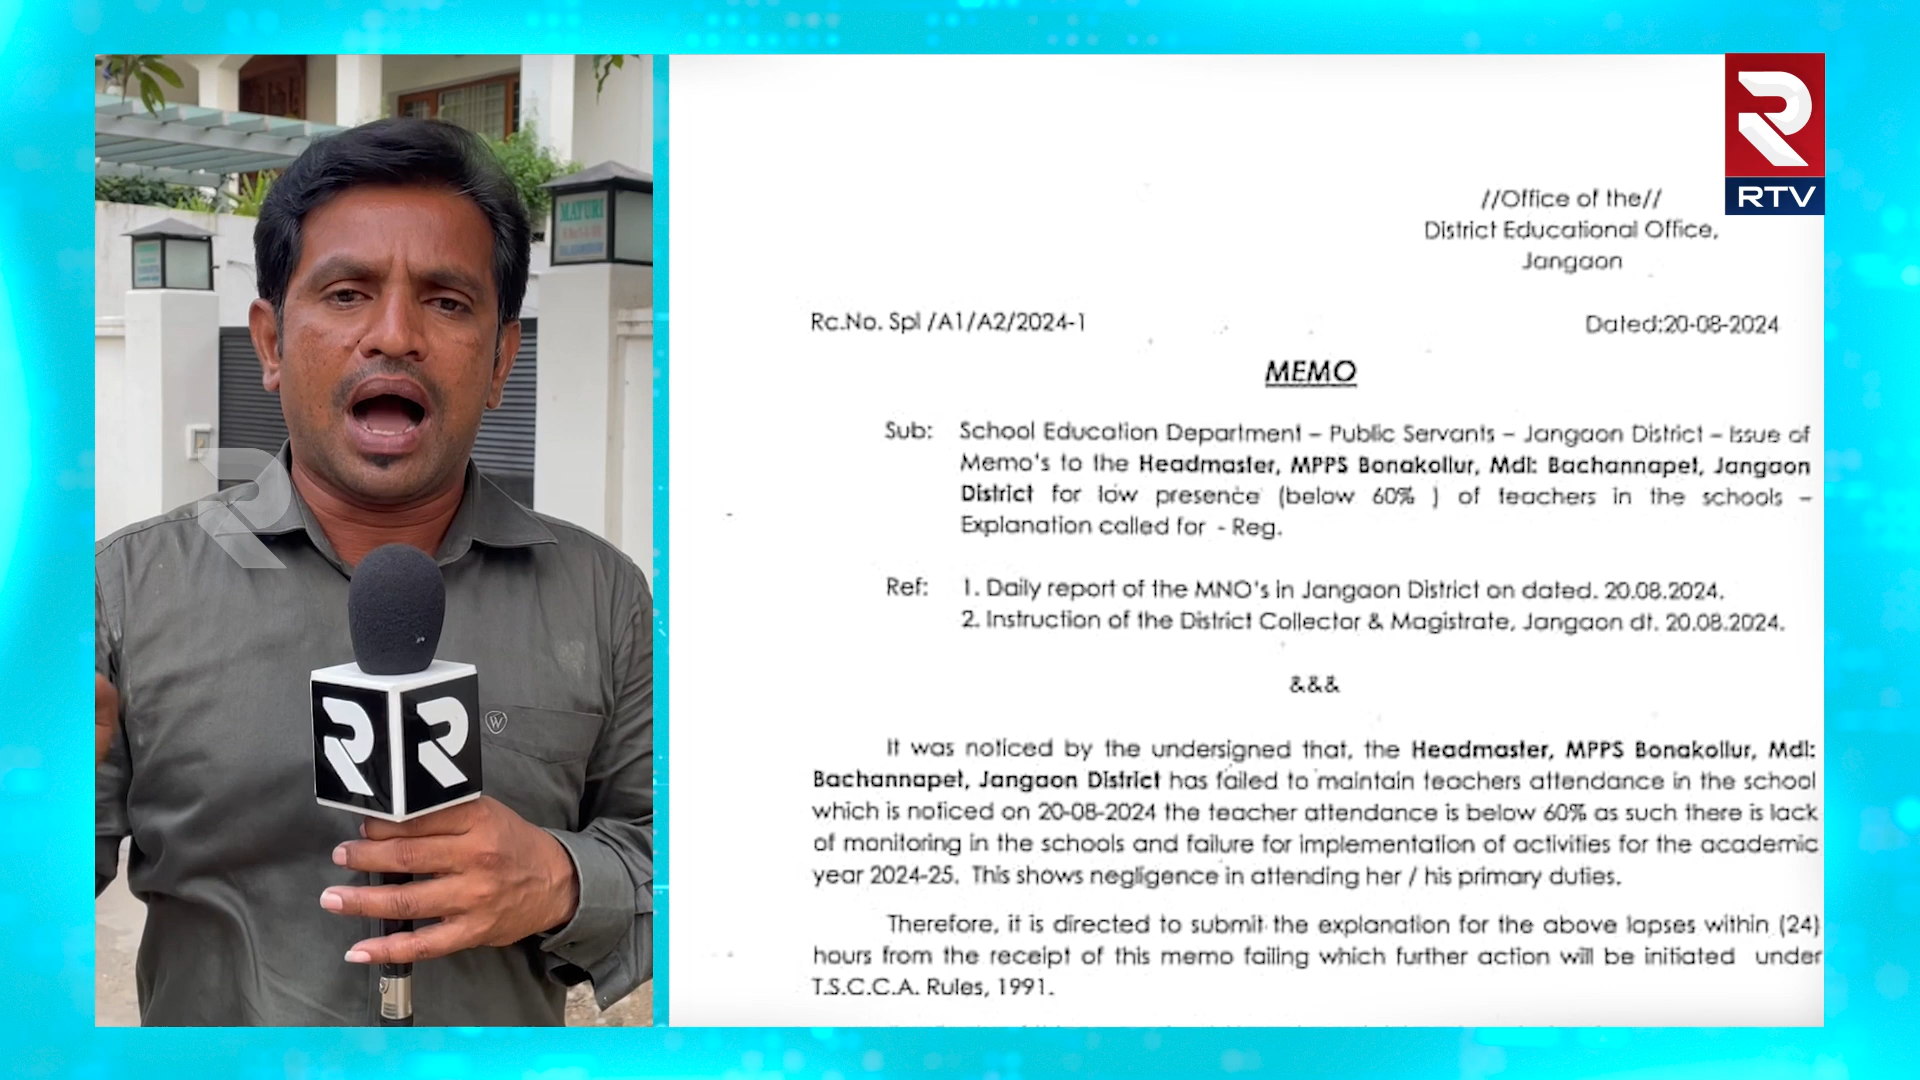 MAYURI
R R
W
RTV
//Office of the//
District Educational Office,
Jangaon
Rc.No. Spl /A1/A2/2024-1
Dated:20-08-2024
MEMO
Sub: School Education Department – Public Servants – Jangaon District – Issue of
Memo's to the Headmaster, MPPS Bonakollur, Mdl: Bachannapet, Jangaon
District for low presence (below 60% ) of teachers in the schools –
Explanation called for - Reg.
Ref: 1. Daily report of the MNO's in Jangaon District on dated. 20.08.2024.
2. Instruction of the District Collector & Magistrate, Jangaon dt. 20.08.2024.
&&&
It was noticed by the undersigned that, the Headmaster, MPPS Bonakollur, Mdl:
Bachannapet, Jangaon District has failed to maintain teachers attendance in the school
which is noticed on 20-08-2024 the teacher attendance is below 60% as such there is lack
of monitoring in the schools and failure for implementation of activities for the academic
year 2024-25. This shows negligence in attending her / his primary duties.
Therefore, it is directed to submit the explanation for the above lapses within (24)
hours from the receipt of this memo failing which further action will be initiated under
T.S.C.C.A. Rules, 1991.